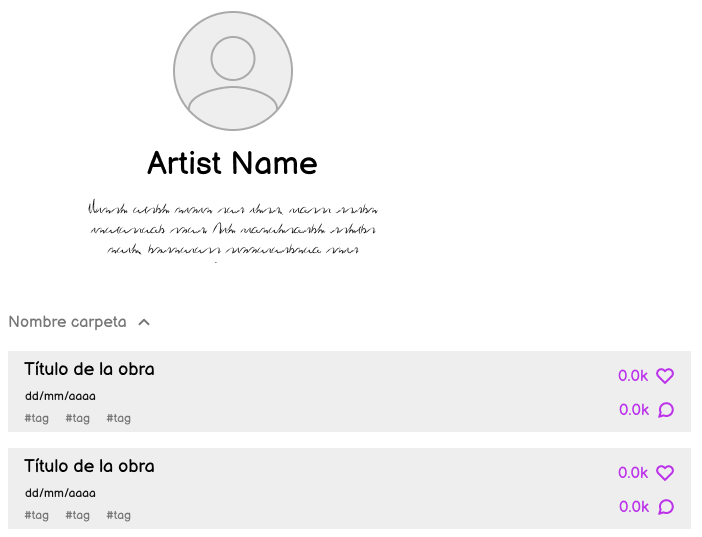 Artist Name
Nombre carpeta
Título de la obra
dd/mm/aaaa
#tag #tag #tag
0.0k
0.0k
Título de la obra
dd/mm/aaaa
#tag #tag #tag
0.0k
0.0k